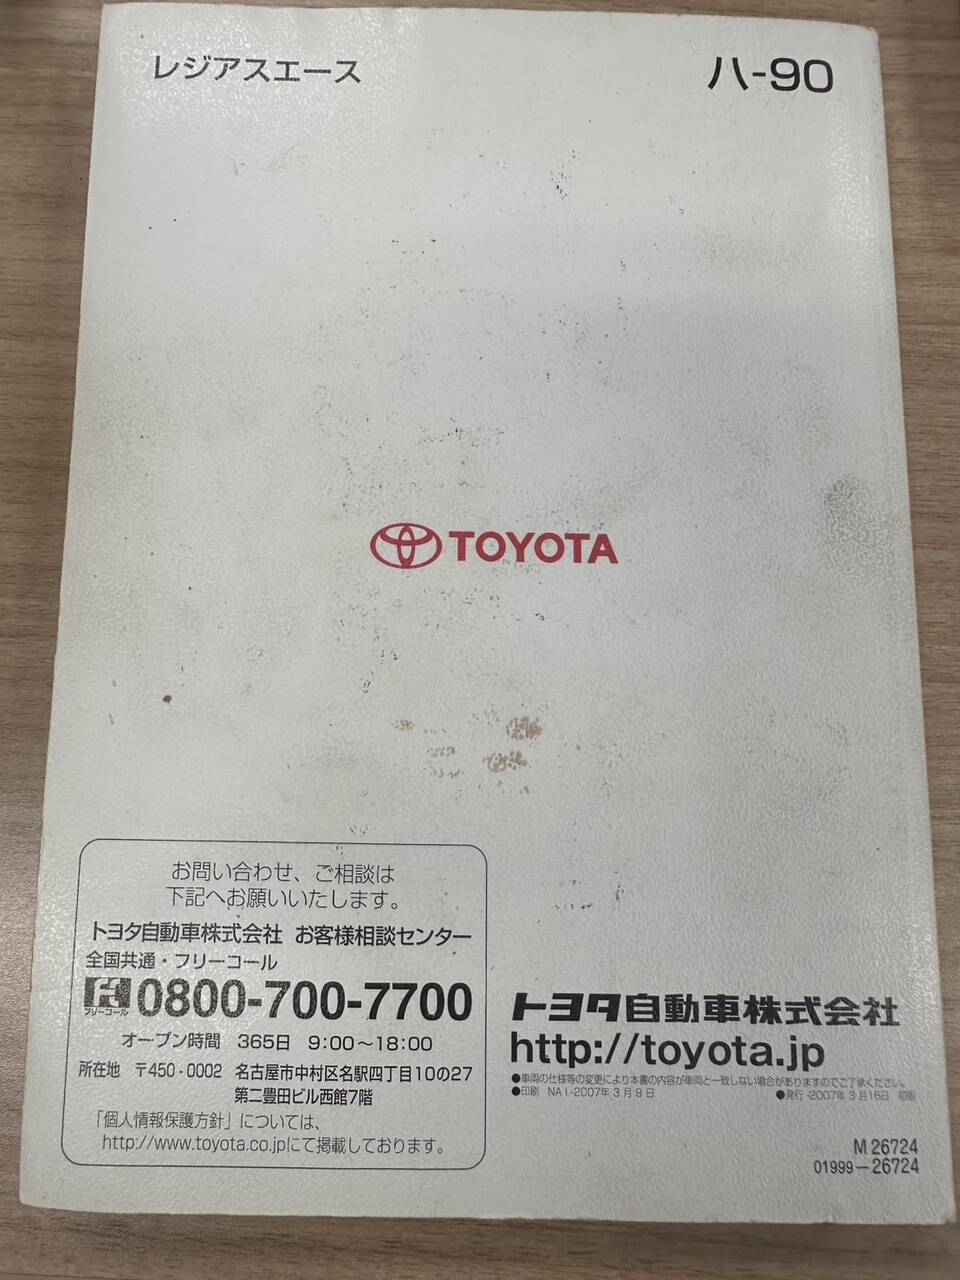 レジアスエース
ハ-90
TOYOTA
お問い合わせ、ご相談は
下記へお願いいたします。
トヨタ自動車株式会社 お客様相談センター
全国共通・フリーコール
フリーコール 0800-700-7700
オープン時間 365日 9:00～18:00
所在地 〒450-0002 名古屋市中村区名駅四丁目10の27
第二豊田ビル西館7階
「個人情報保護方針」については、
http://www.toyota.co.jpにて掲載しております。
トヨタ自動車株式会社
http://toyota.jp
●車両の仕様等の変更により本書の内容が車両と一致しない場合がありますのでご了承ください。
●印刷 NAI-2007年3月9日 ●発行-2007年3月16日 初版
M 26724
01999－26724